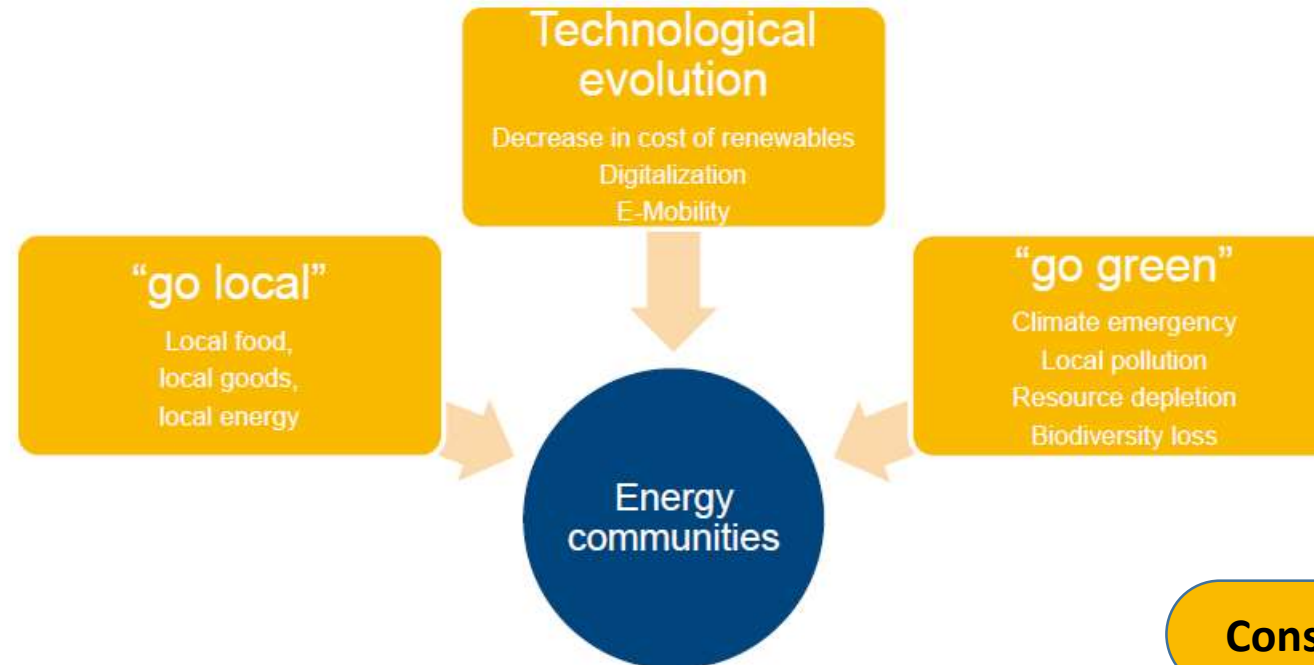 Technological
evolution
Decrease in cost of renewables
Digitalization
E-Mobility
“go local”
Local food,
local goods,
local energy
“go green”
Climate emergency
Local pollution
Resource depletion
Biodiversity loss
Energy
communities